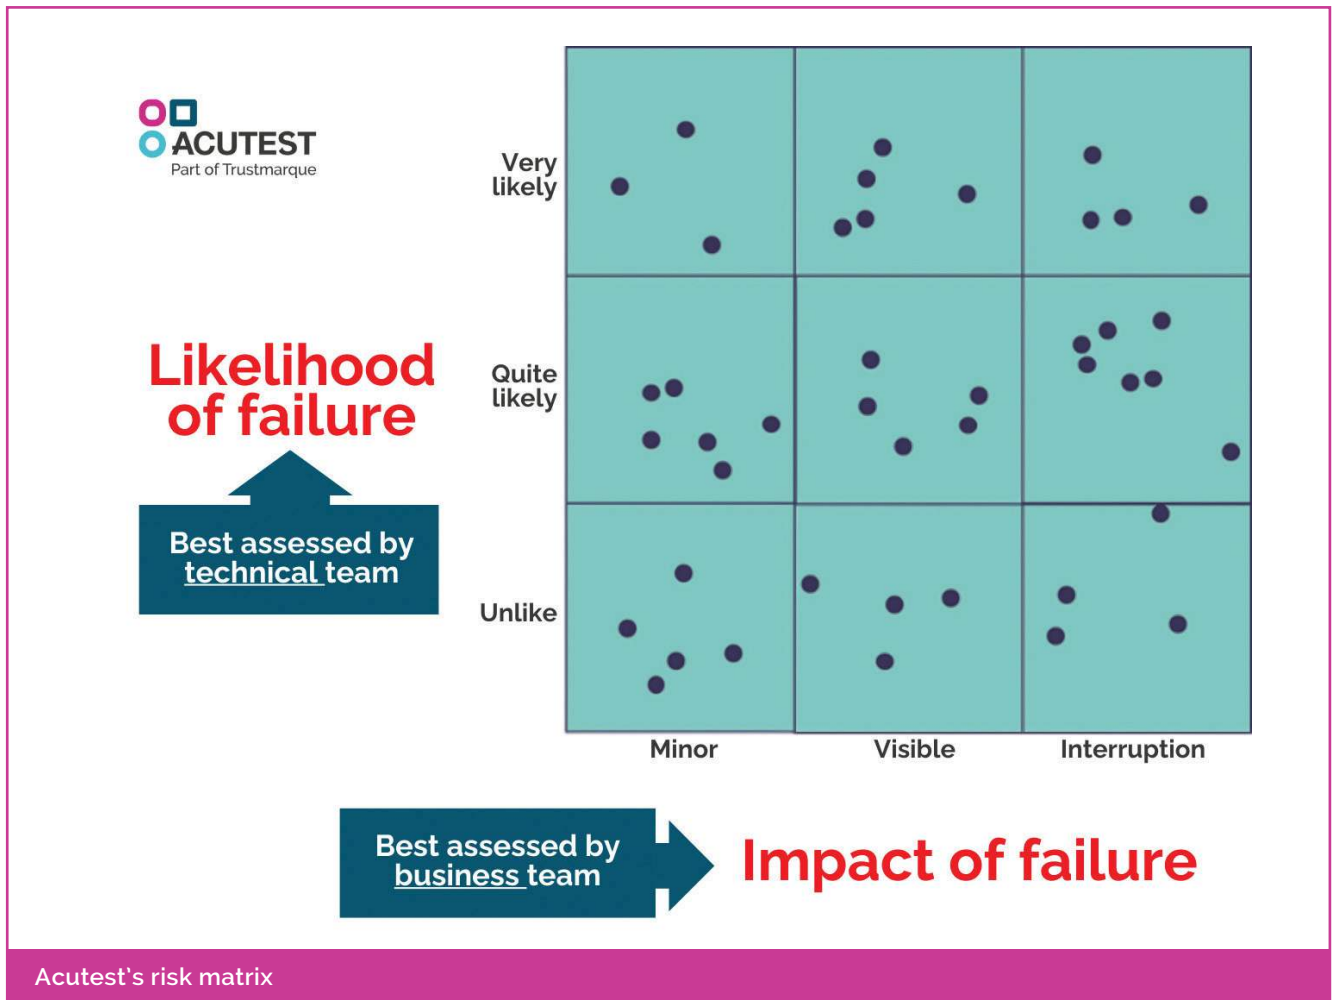 ACUTEST
Part of Trustmarque
Very
likely
Likelihood
of failure
Quite
likely
Best assessed by
technical team
Unlike
Minor
Visible
Interruption
Best assessed by
business team
Impact of failure
Acutest's risk matrix